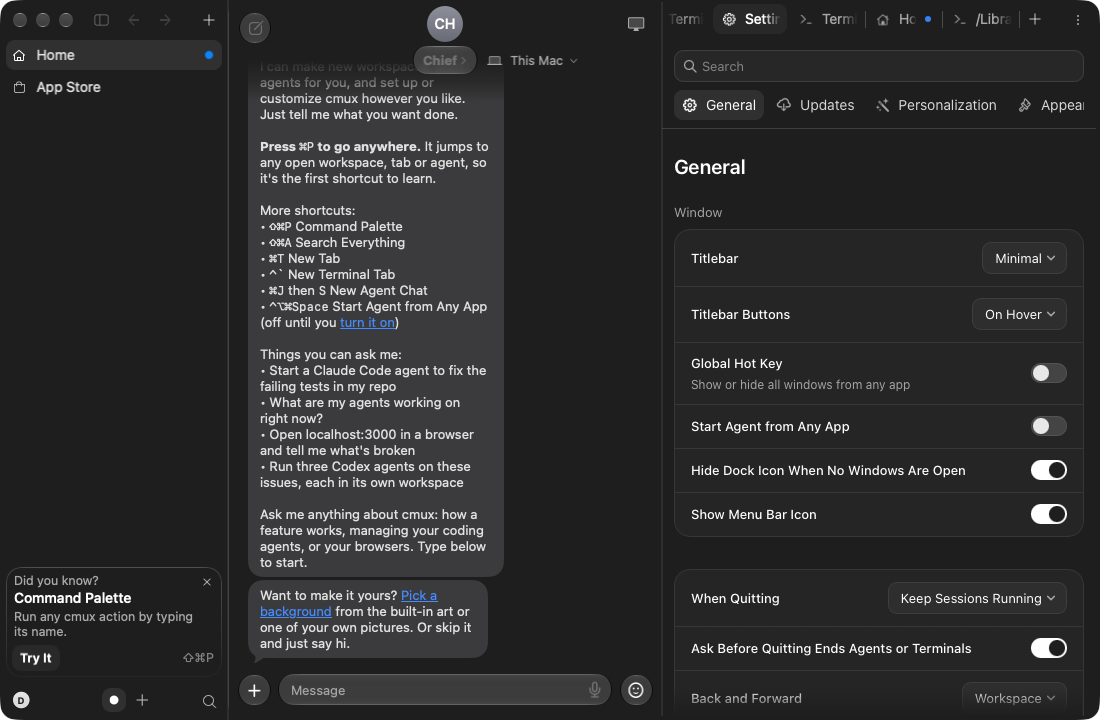 Home
App Store
Did you know?
Command Palette
Run any cmux action by typing
its name.
Try It
⇧⌘P
D
CH
Chief
This Mac
I can make new workspac
agents for you, and set up or
customize cmux however you like.
Just tell me what you want done.
Press ⌘P to go anywhere. It jumps to
any open workspace, tab or agent, so
it's the first shortcut to learn.
More shortcuts:
• ⇧⌘P Command Palette
• ⇧⌘A Search Everything
• ⌘T New Tab
• ^` New Terminal Tab
• ⌘J then S New Agent Chat
• ^⌥⌘Space Start Agent from Any App
(off until you turn it on)
Things you can ask me:
• Start a Claude Code agent to fix the
failing tests in my repo
• What are my agents working on
right now?
• Open localhost:3000 in a browser
and tell me what's broken
• Run three Codex agents on these
issues, each in its own workspace
Ask me anything about cmux: how a
feature works, managing your coding
agents, or your browsers. Type below
to start.
Want to make it yours? Pick a
background from the built-in art or
one of your own pictures. Or skip it
and just say hi.
Message
Termi Settin Termi Ho /Libra
Search
General Updates Personalization Appear
General
Window
Titlebar Minimal
Titlebar Buttons On Hover
Global Hot Key
Show or hide all windows from any app
Start Agent from Any App
Hide Dock Icon When No Windows Are Open
Show Menu Bar Icon
When Quitting Keep Sessions Running
Ask Before Quitting Ends Agents or Terminals
Back and Forward Workspace